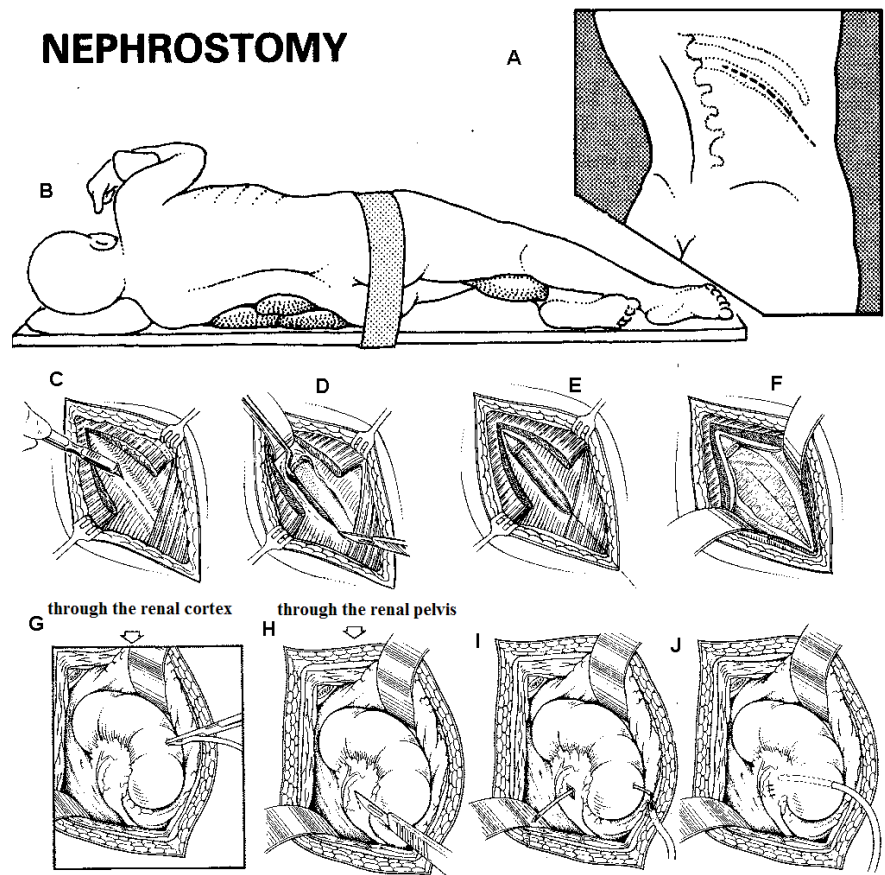 NEPHROSTOMY
A
B
C
D
E
F
through the renal cortex
through the renal pelvis
G
H
I
J